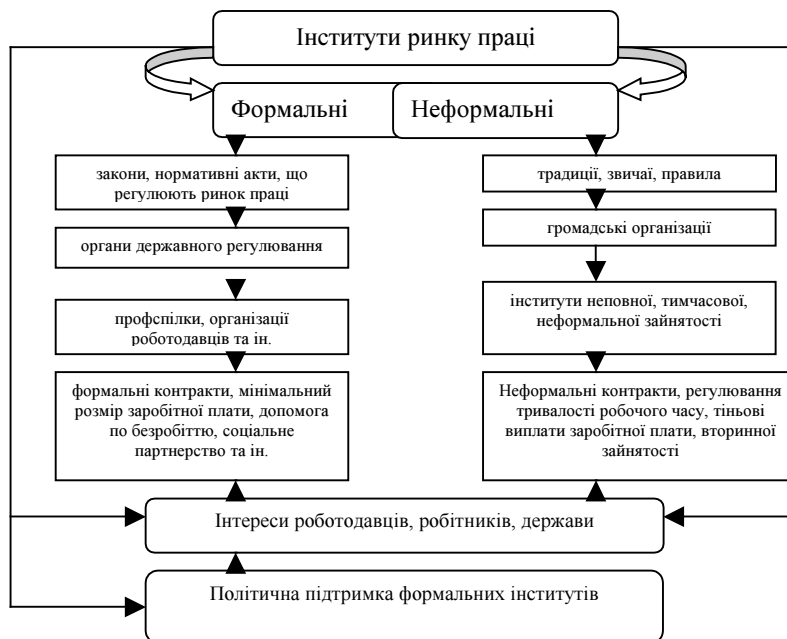 Інститути ринку праці
Формальні
Неформальні
закони, нормативні акти, що
регулюють ринок праці
органи державного регулювання
профспілки, організації
роботодавців та ін.
формальні контракти, мінімальний
розмір заробітної плати, допомога
по безробіттю, соціальне
партнерство та ін.
традиції, звичаї, правила
громадські організації
інститути неповної, тимчасової,
неформальної зайнятості
Неформальні контракти, регулювання
тривалості робочого часу, тіньові
виплати заробітної плати, вторинної
зайнятості
Інтереси роботодавців, робітників, держави
Політична підтримка формальних інститутів